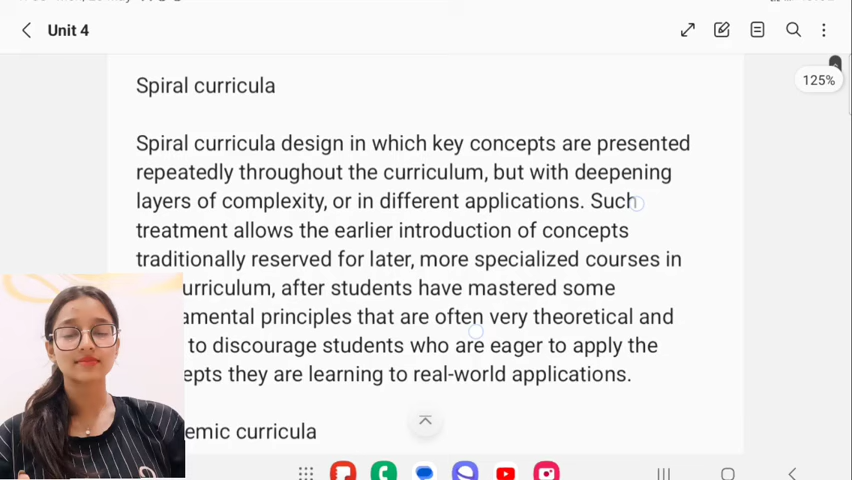 Unit 4
125%
Spiral curricula
Spiral curricula design in which key concepts are presented
repeatedly throughout the curriculum, but with deepening
layers of complexity, or in different applications. Such
treatment allows the earlier introduction of concepts
traditionally reserved for later, more specialized courses in
urriculum, after students have mastered some
amental principles that are often very theoretical and
to discourage students who are eager to apply the
epts they are learning to real-world applications.
emic curricula